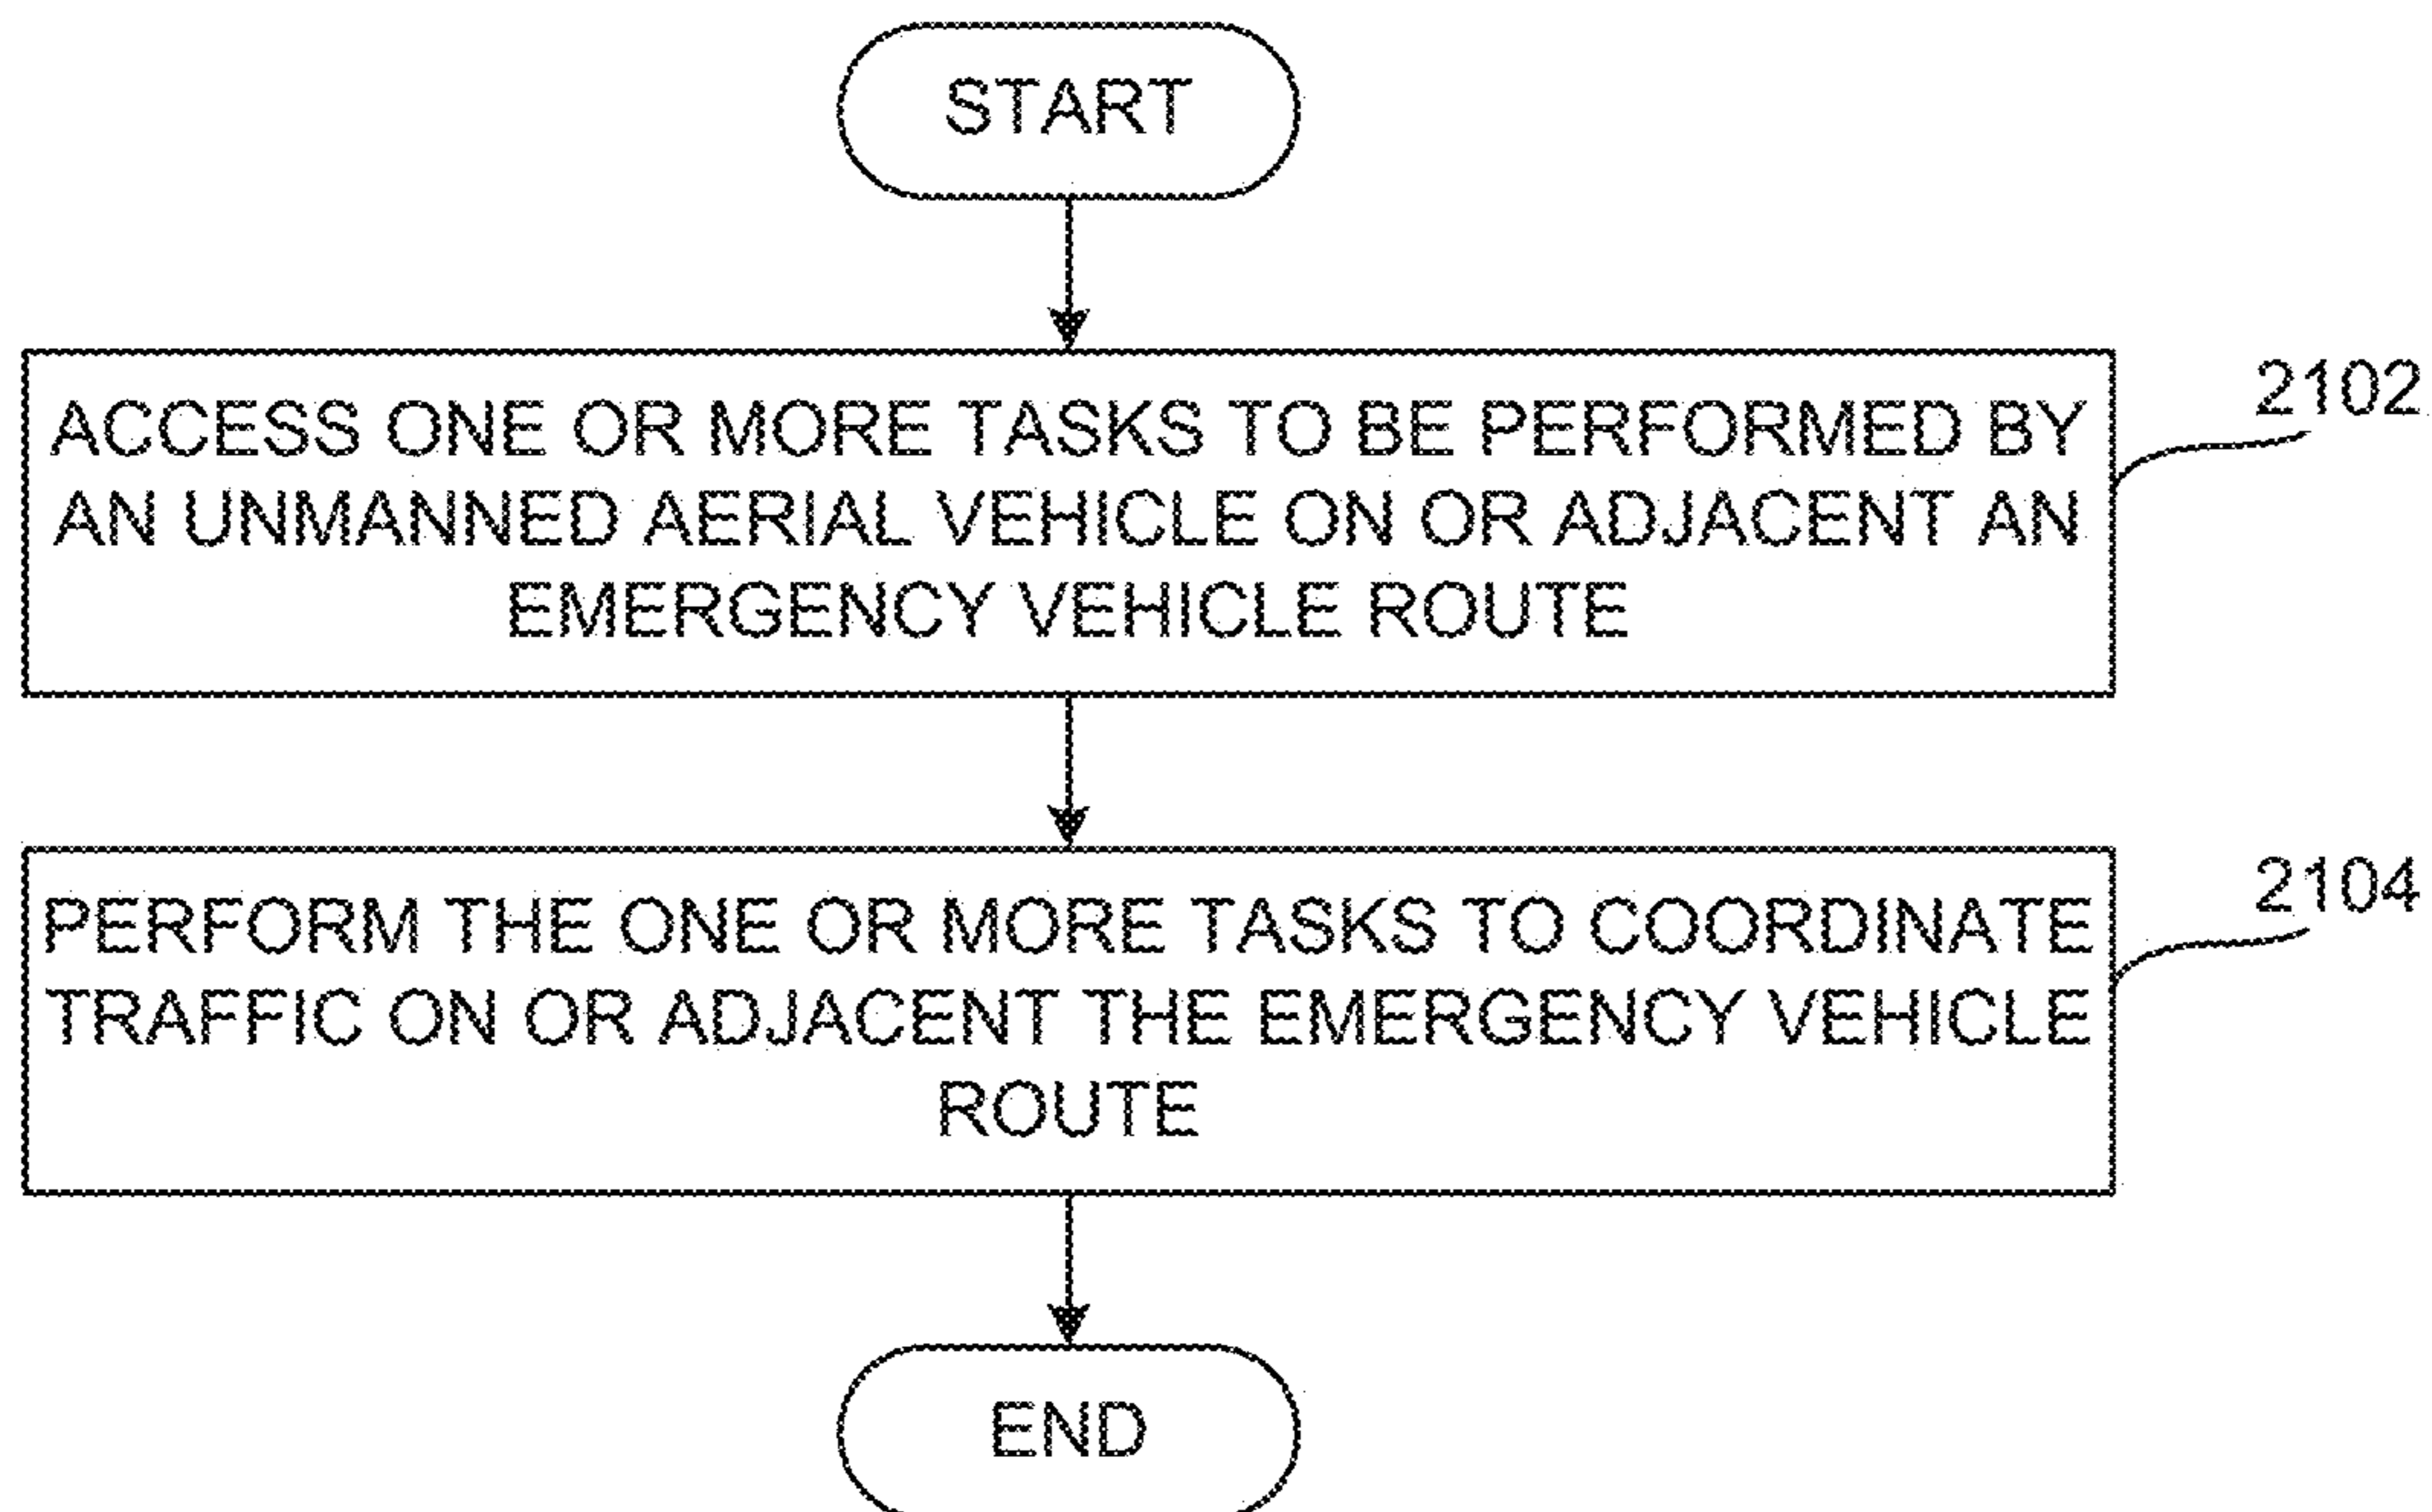 START
ACCESS ONE OR MORE TASKS TO BE PERFORMED BY
AN UNMANNED AERIAL VEHICLE ON OR ADJACENT AN
EMERGENCY VEHICLE ROUTE
2102
PERFORM THE ONE OR MORE TASKS TO COORDINATE
TRAFFIC ON OR ADJACENT THE EMERGENCY VEHICLE
ROUTE
2104
END